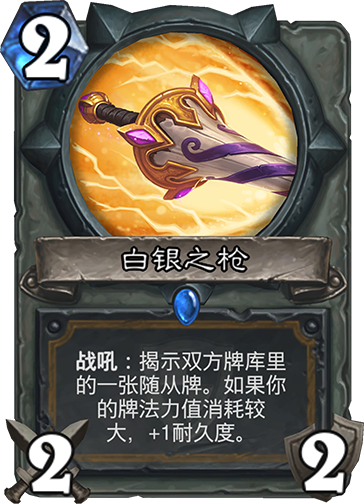 2
白银之枪
战吼：揭示双方牌库里
的一张随从牌。如果你
的牌法力值消耗较
大，+1耐久度。
2
2